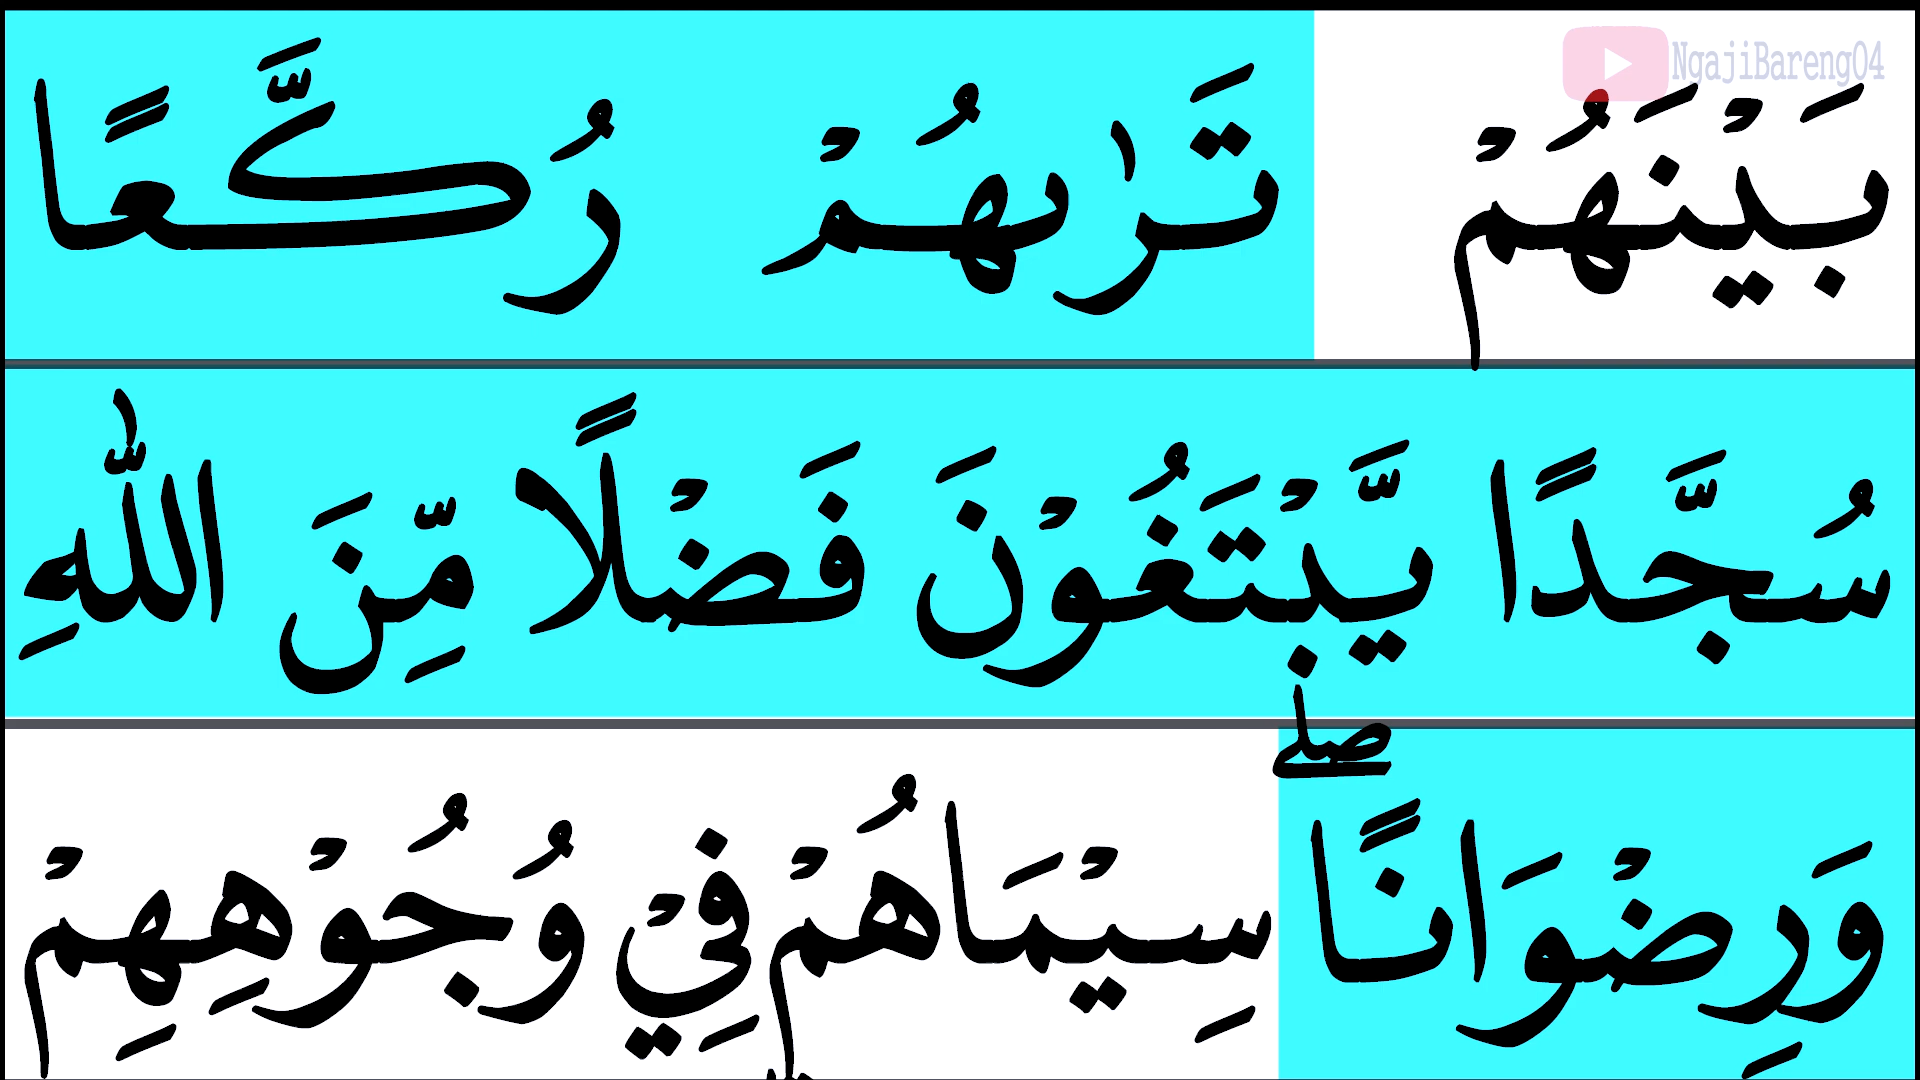 NgajiBareng04
بَيْنَهُمْ تَرٰىهُمْ رُكَّعًا
سُجَّدًا يَّبْتَغُوْنَ فَضْلًا مِّنَ اللّٰهِ
وَرِضْوَانًا ۖ سِيْمَاهُمْ فِيْ وُجُوْهِهِمْ